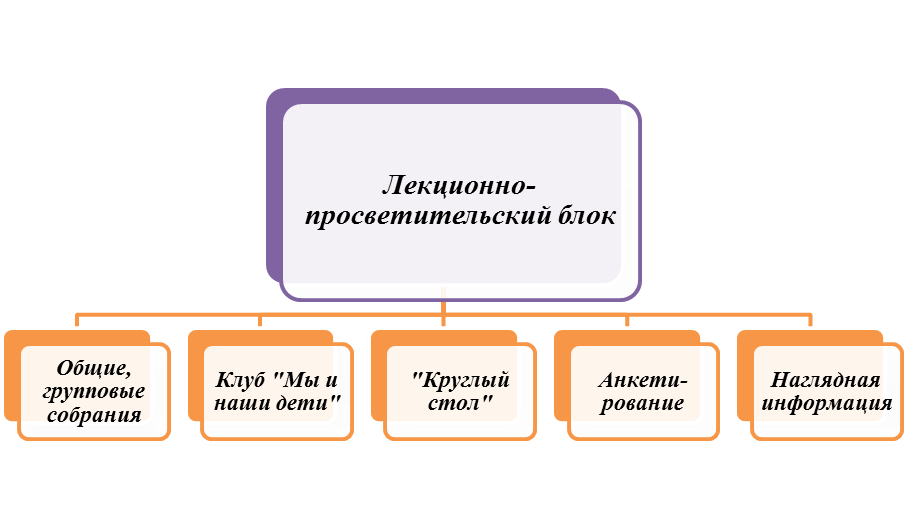 Лекционно-
просветительский блок
Общие,
групповые
собрания
Клуб "Мы и
наши дети"
"Круглый
стол"
Анкети-
рование
Наглядная
информация